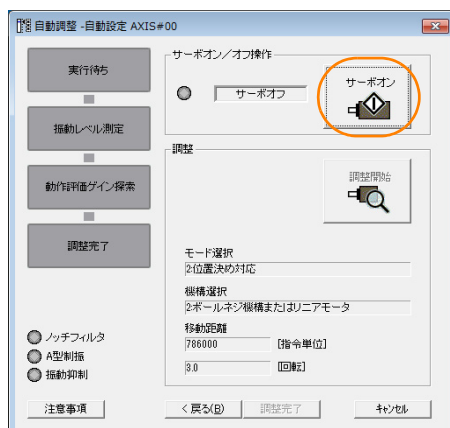 自動調整 -自動設定 AXIS#00
実行待ち
振動レベル測定
動作評価ゲイン探索
調整完了
ノッチフィルタ
A型制振
振動抑制
サーボオン/オフ操作
サーボオフ
サーボオン
調整
調整開始
モード選択
2:位置決め対応
機構選択
2:ボールネジ機構またはリニアモータ
移動距離
786000 [指令単位]
3.0 [回転]
注意事項
< 戻る(B)
調整完了
キャンセル